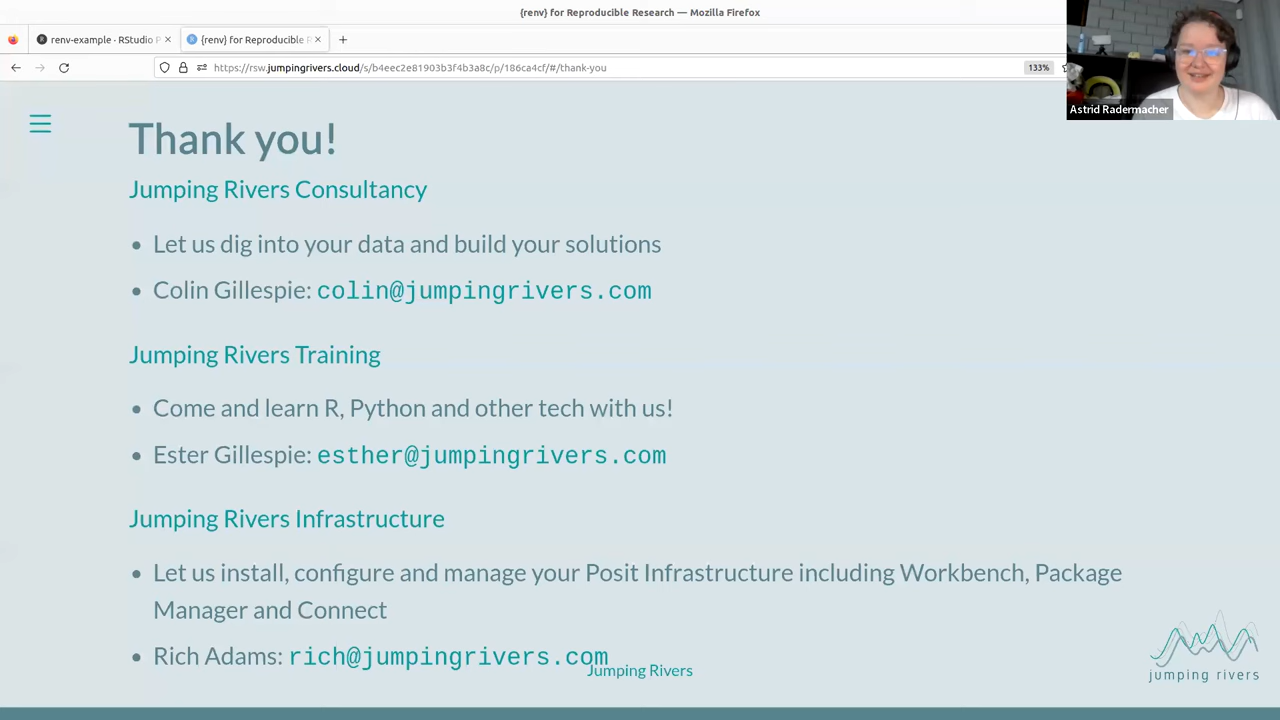 {renv} for Reproducible Research — Mozilla Firefox
renv-example · RStudio P
{renv} for Reproducible R
https://rsw.jumpingrivers.cloud/s/b4eec2e81903b3f4b3a8c/p/186ca4cf/#/thank-you
133%
Astrid Radermacher
Thank you!
Jumping Rivers Consultancy
• Let us dig into your data and build your solutions
• Colin Gillespie: colin@jumpingrivers.com
Jumping Rivers Training
• Come and learn R, Python and other tech with us!
• Ester Gillespie: esther@jumpingrivers.com
Jumping Rivers Infrastructure
• Let us install, configure and manage your Posit Infrastructure including Workbench, Package
Manager and Connect
• Rich Adams: rich@jumpingrivers.com
Jumping Rivers
jumping rivers